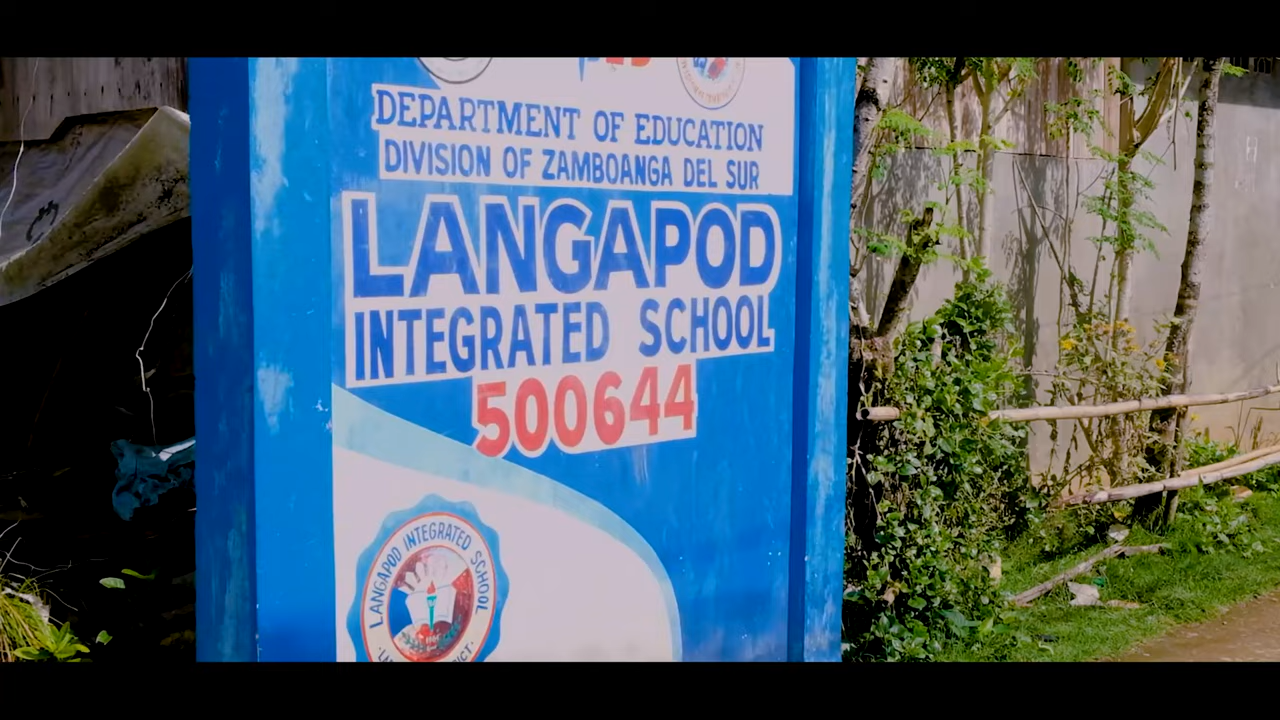 DEPARTMENT OF EDUCATION
DIVISION OF ZAMBOANGA DEL SUR
LANGAPOD
INTEGRATED SCHOOL
500644
LANGAPOD INTEGRATED SCHOOL